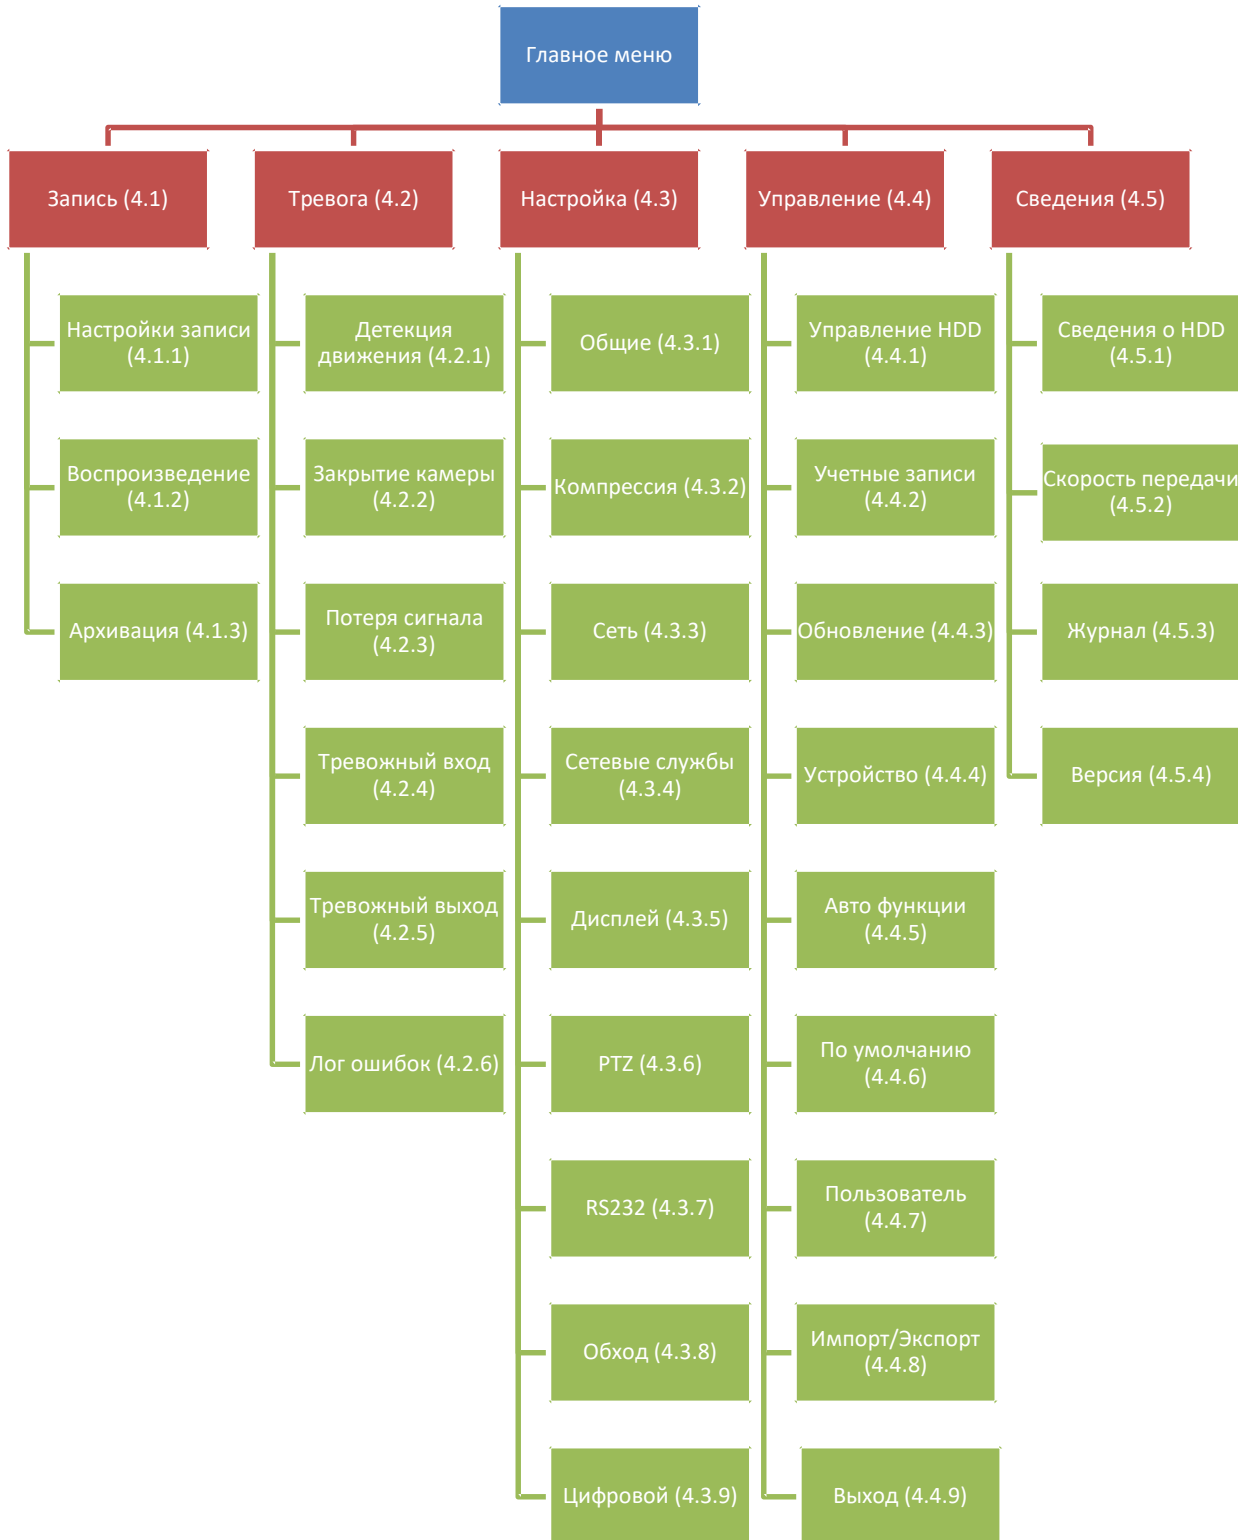 Главное меню
Запись (4.1)
Тревога (4.2)
Настройка (4.3)
Управление (4.4)
Сведения (4.5)
Настройки записи
(4.1.1)
Воспроизведение
(4.1.2)
Архивация (4.1.3)
Детекция
движения (4.2.1)
Закрытие камеры
(4.2.2)
Потеря сигнала
(4.2.3)
Тревожный вход
(4.2.4)
Тревожный выход
(4.2.5)
Лог ошибок (4.2.6)
Общие (4.3.1)
Компрессия (4.3.2)
Сеть (4.3.3)
Сетевые службы
(4.3.4)
Дисплей (4.3.5)
PTZ (4.3.6)
RS232 (4.3.7)
Обход (4.3.8)
Цифровой (4.3.9)
Управление HDD
(4.4.1)
Учетные записи
(4.4.2)
Обновление (4.4.3)
Устройство (4.4.4)
Авто функции
(4.4.5)
По умолчанию
(4.4.6)
Пользователь
(4.4.7)
Импорт/Экспорт
(4.4.8)
Выход (4.4.9)
Сведения о HDD
(4.5.1)
Скорость передачи
(4.5.2)
Журнал (4.5.3)
Версия (4.5.4)